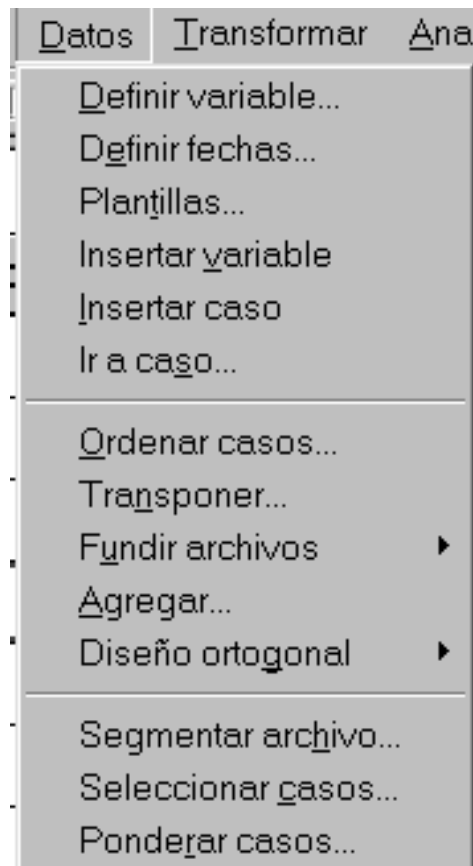 Datos Transformar Ana
Definir variable...
Definir fechas...
Plantillas...
Insertar variable
Insertar caso
Ir a caso...
Ordenar casos...
Transponer...
Fundir archivos
Agregar...
Diseño ortogonal
Segmentar archivo...
Seleccionar casos...
Ponderar casos...